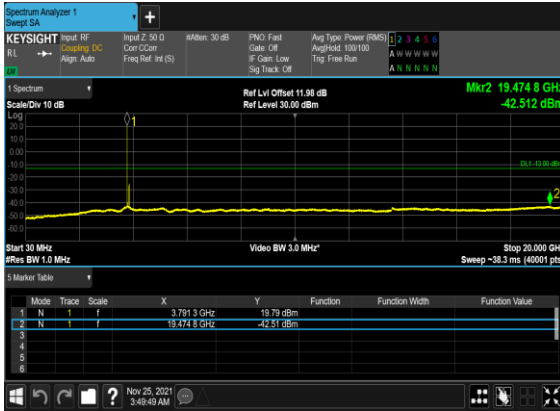 Spectrum Analyzer 1
Swept SA
+
KEYSIGHT Input: RF Input Z: 50 Ω #Atten: 30 dB PNO: Fast Avg Type: Power (RMS) 1 2 3 4 5 6
RL Coupling: DC Corr CCorr Gate: Off Avg|Hold: 100/100 A W W W W W
Align: Auto Freq Ref: Int (S) IF Gain: Low Trig: Free Run
Sig Track: Off A N N N N N
1 Spectrum Ref Lvl Offset 11.98 dB Mkr2 19.474 8 GHz
Scale/Div 10 dB Ref Level 30.00 dBm -42.512 dBm
Log
20.0
10.0
0.00
-10.0
-20.0
-30.0
-40.0
-50.0
-60.0
1
DL1 -13.00 dBm
2
Start 30 MHz Video BW 3.0 MHz* Stop 20.000 GH
#Res BW 1.0 MHz Sweep ~38.3 ms (40001 pts
5 Marker Table
Mode Trace Scale X Y Function Function Width Function Value
1 N 1 f 3.791 3 GHz 19.79 dBm
2 N 1 f 19.474 8 GHz -42.51 dBm
3
4
5
6
? Nov 25, 2021
3:49:49 AM